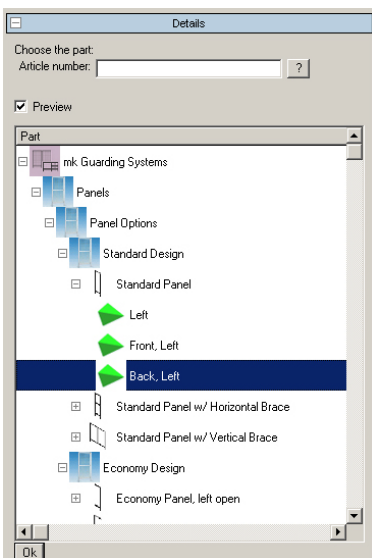 Details
Choose the part:
Article number:
?
Preview
Part
mk Guarding Systems
Panels
Panel Options
Standard Design
Standard Panel
Left
Front, Left
Back, Left
Standard Panel w/ Horizontal Brace
Standard Panel w/ Vertical Brace
Economy Design
Economy Panel, left open
Ok